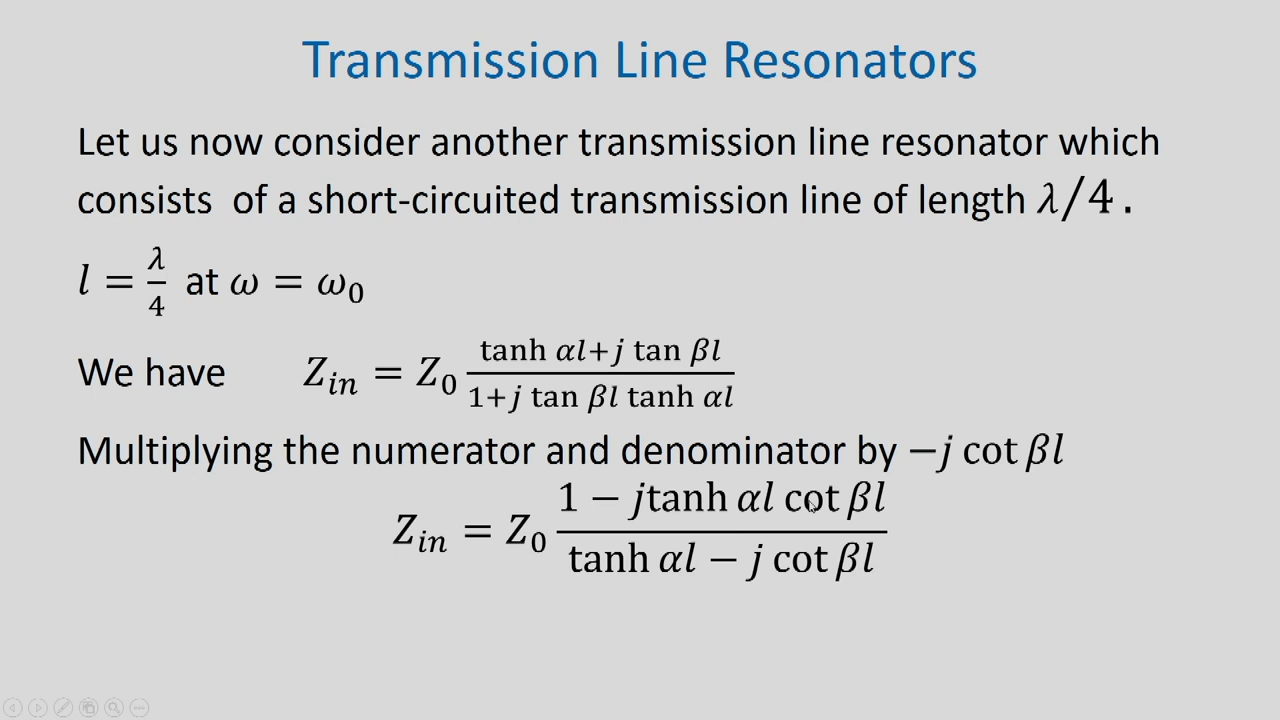 Transmission Line Resonators
Let us now consider another transmission line resonator which
consists of a short-circuited transmission line of length λ/4 .
l = λ/4 at ω = ω₀
We have Z_in = Z₀ (tanh αl+j tan βl)/(1+j tan βl tanh αl)
Multiplying the numerator and denominator by −j cot βl
Z_in = Z₀ (1 − jtanh αl cot βl)/(tanh αl − j cot βl)